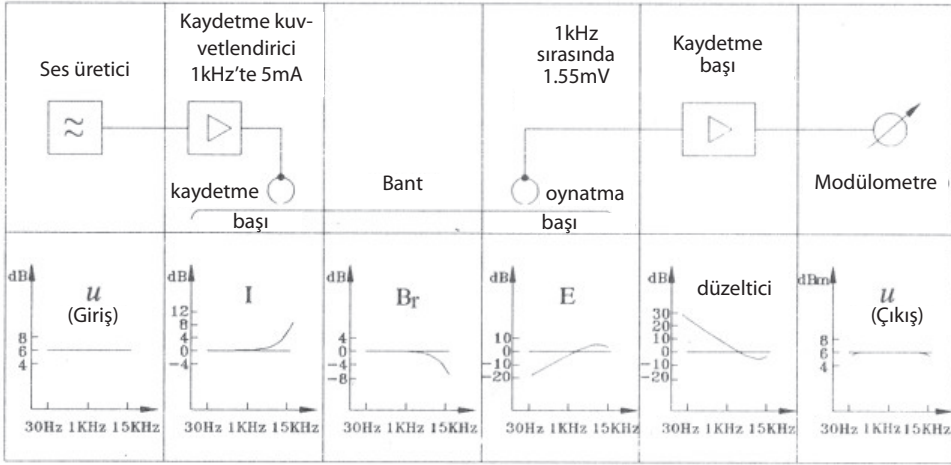 Ses üretici
Kaydetme kuv-
vetlendirici
1kHz'te 5mA
kaydetme
başı
Bant
1kHz
sırasında
1.55mV
oynatma
başı
Kaydetme
başı
Modülometre
dB
u
(Giriş)
8
6
4
30Hz 1KHz 15KHz
dB
I
12
8
4
0
-4
30Hz 1KHz 15KHz
dB
Br
4
0
-4
-8
30Hz 1KHz 15KHz
dB
E
10
0
-10
-20
30Hz 1KHz 15KHz
dB
düzeltici
30
20
10
0
-10
-20
30Hz 1KHz 15KHz
dBm
u
(Çıkış)
8
6
4
30Hz 1KHz 15KHz